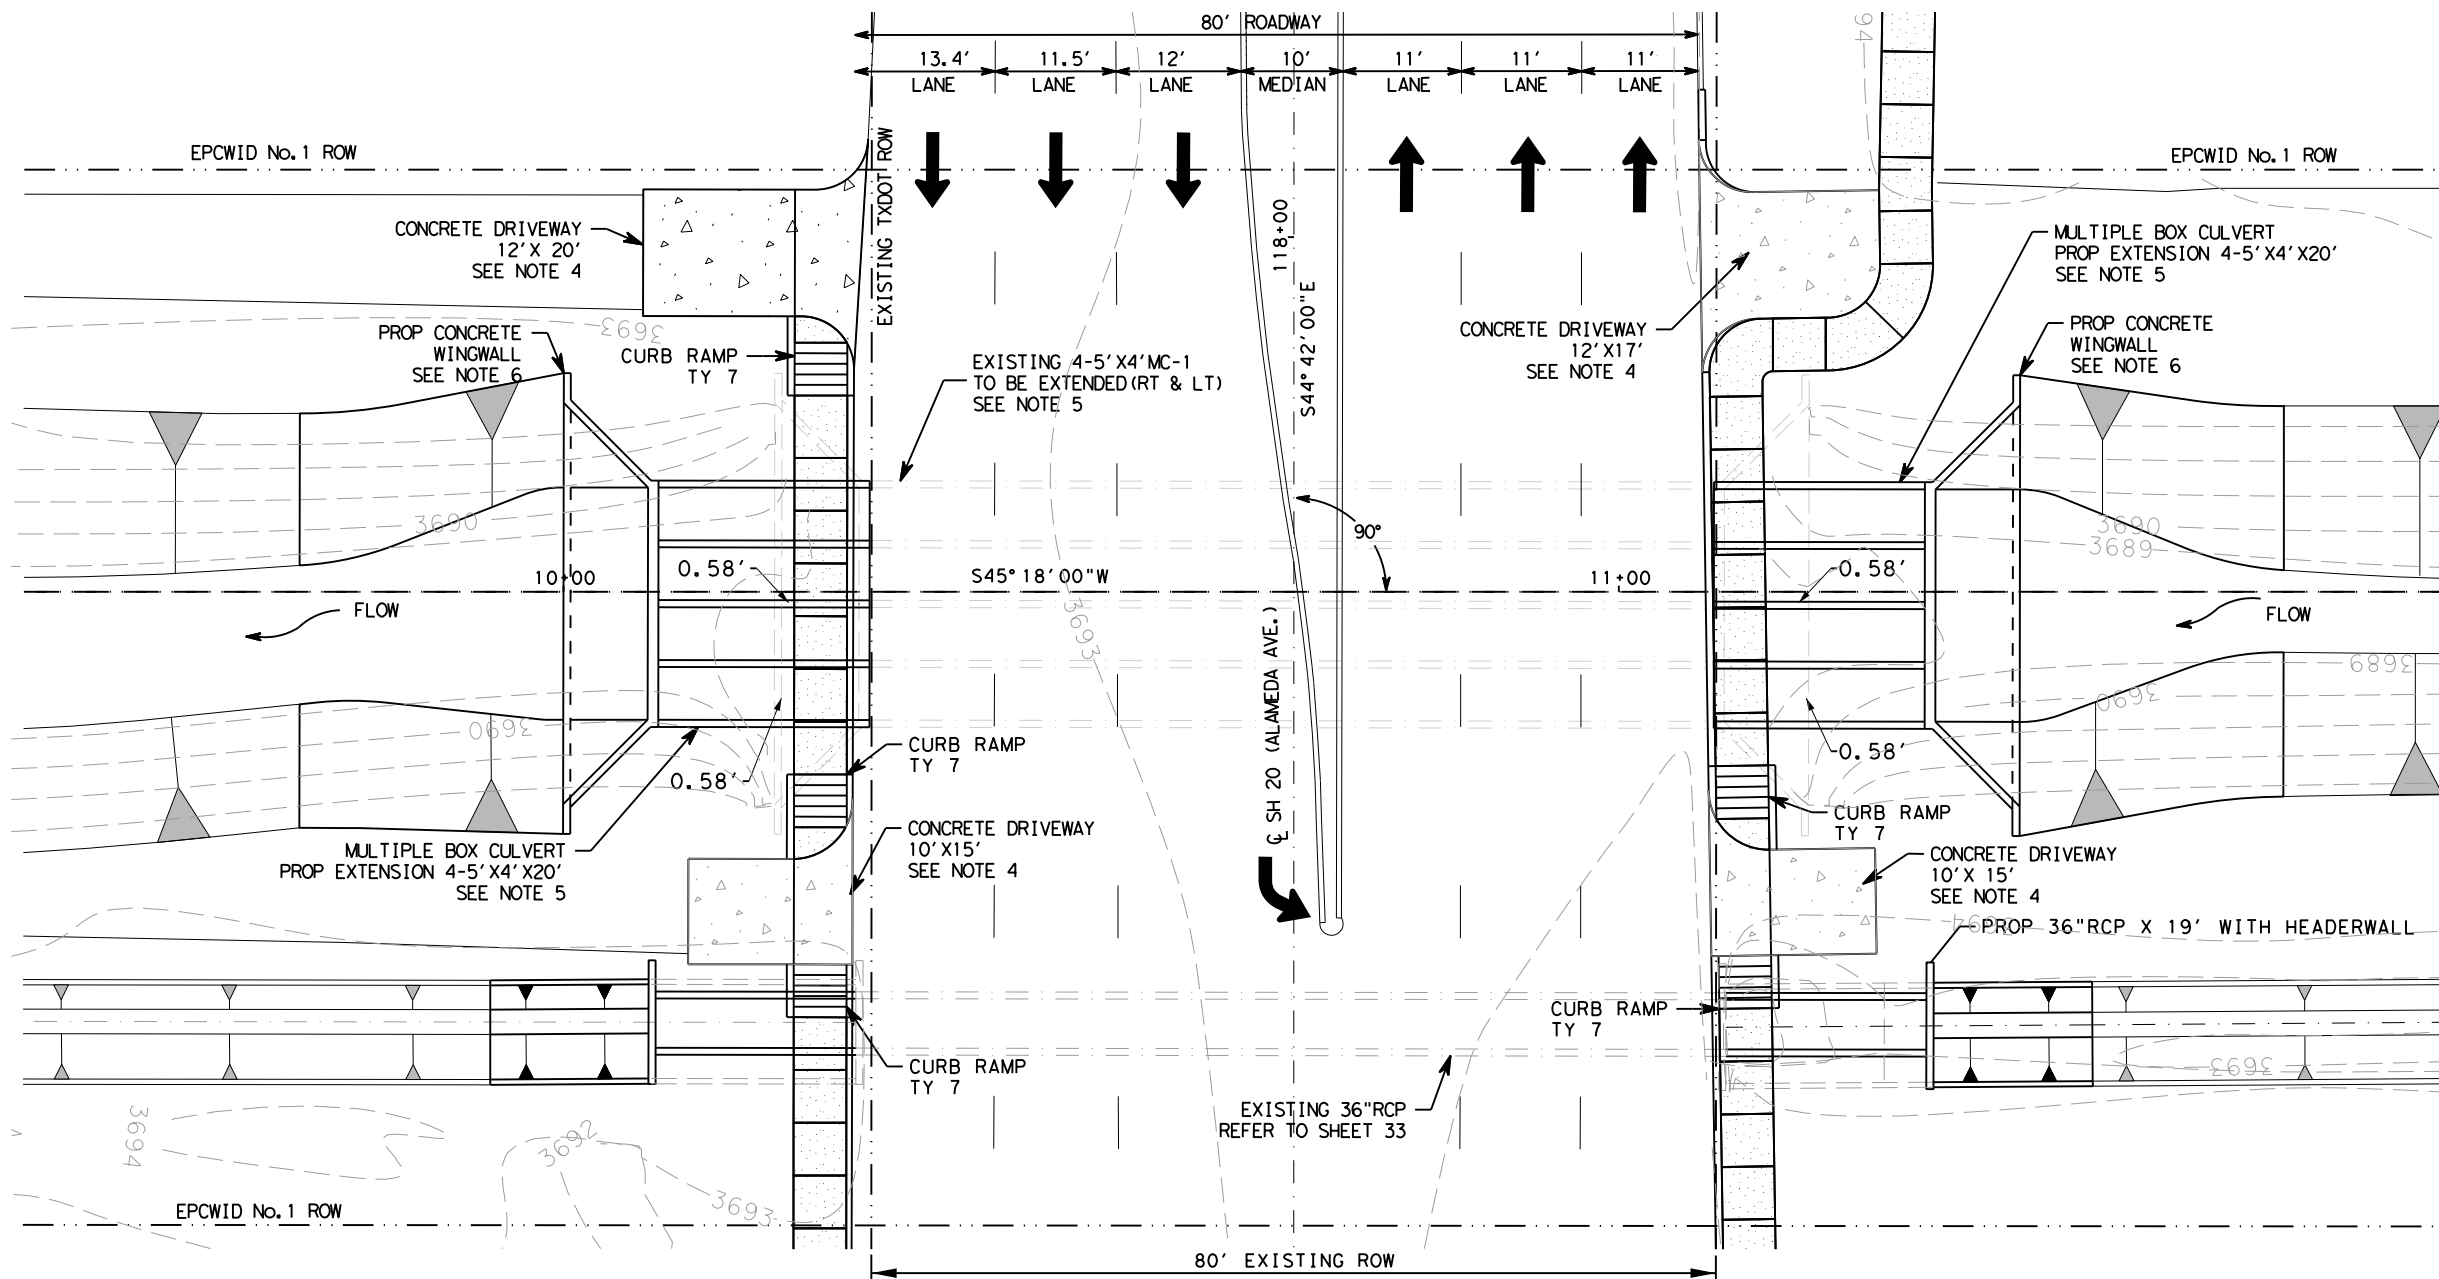 80' ROADWAY
13.4'
LANE
11.5'
LANE
12'
LANE
10'
MEDIAN
11'
LANE
11'
LANE
11'
LANE
EPCWID No.1 ROW
EPCWID No.1 ROW
EXISTING TXDOT ROW
CONCRETE DRIVEWAY
12'X 20'
SEE NOTE 4
118+00
S44° 42'00"E
MULTIPLE BOX CULVERT
PROP EXTENSION 4-5'X4'X20'
SEE NOTE 5
PROP CONCRETE
WINGWALL
SEE NOTE 6
3693
CURB RAMP
TY 7
EXISTING 4-5'X4'MC-1
TO BE EXTENDED(RT & LT)
SEE NOTE 5
CONCRETE DRIVEWAY
12'X17'
SEE NOTE 4
PROP CONCRETE
WINGWALL
SEE NOTE 6
3690
3690
3689
90°
10+00
0.58'
S45° 18'00"W
11+00
0.58'
FLOW
FLOW
3693
3689
3690
3690
℄ SH 20 (ALAMEDA AVE.)
0.58'
0.58'
CURB RAMP
TY 7
CURB RAMP
TY 7
CONCRETE DRIVEWAY
10'X15'
SEE NOTE 4
MULTIPLE BOX CULVERT
PROP EXTENSION 4-5'X4'X20'
SEE NOTE 5
CONCRETE DRIVEWAY
10'X 15'
SEE NOTE 4
PROP 36"RCP X 19' WITH HEADERWALL
CURB RAMP
TY 7
CURB RAMP
TY 7
3693
EXISTING 36"RCP
REFER TO SHEET 33
3694
3692
3693
EPCWID No.1 ROW
80' EXISTING ROW